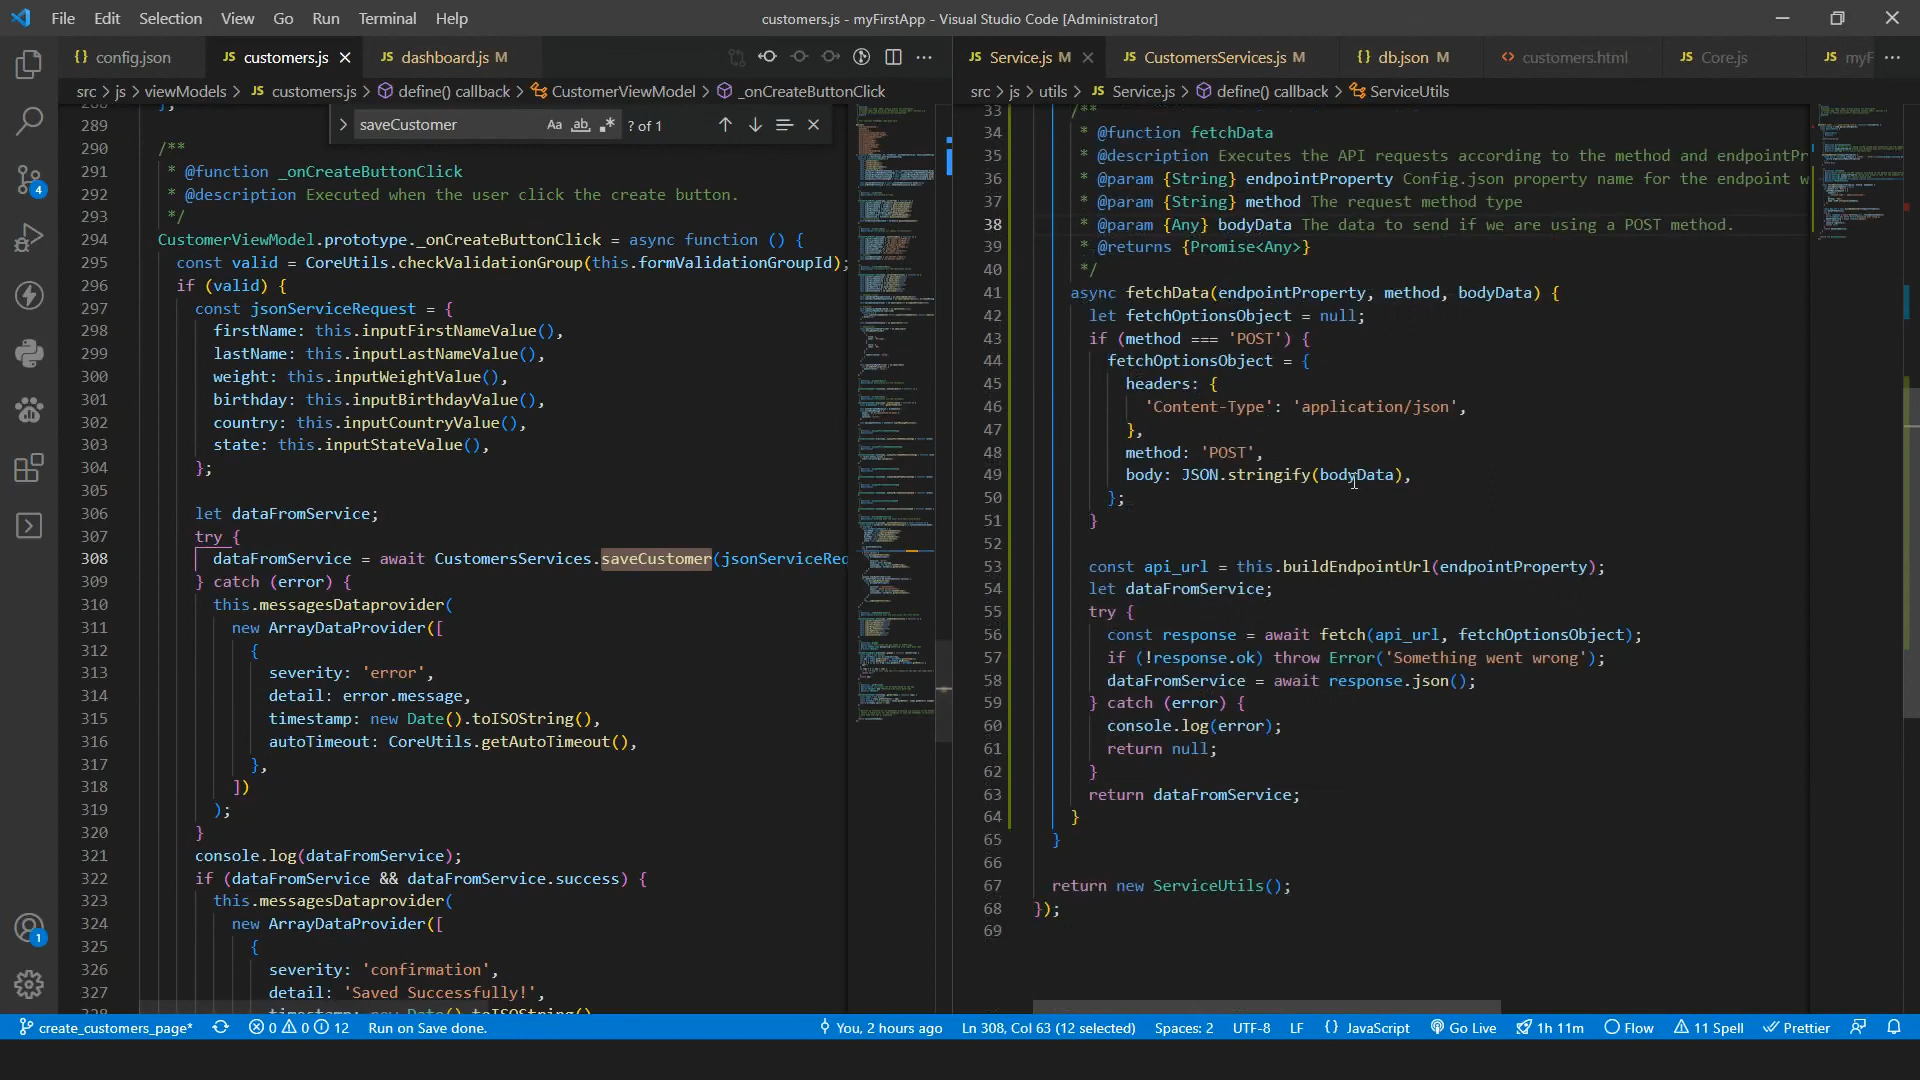 File Edit Selection View Go Run Terminal Help
customers.js - myFirstApp - Visual Studio Code [Administrator]
{} config.json
JS customers.js
JS dashboard.js M
src > js > viewModels > JS customers.js > define() callback > CustomerViewModel > _onCreateButtonClick
saveCustomer Aa ab ? of 1
289
290 /**
291 * @function _onCreateButtonClick
292 * @description Executed when the user click the create button.
293 */
294 CustomerViewModel.prototype._onCreateButtonClick = async function () {
295 const valid = CoreUtils.checkValidationGroup(this.formValidationGroupId);
296 if (valid) {
297 const jsonServiceRequest = {
298 firstName: this.inputFirstNameValue(),
299 lastName: this.inputLastNameValue(),
300 weight: this.inputWeightValue(),
301 birthday: this.inputBirthdayValue(),
302 country: this.inputCountryValue(),
303 state: this.inputStateValue(),
304 };
305
306 let dataFromService;
307 try {
308 dataFromService = await CustomersServices.saveCustomer(jsonServiceReq
309 } catch (error) {
310 this.messagesDataprovider(
311 new ArrayDataProvider([
312 {
313 severity: 'error',
314 detail: error.message,
315 timestamp: new Date().toISOString(),
316 autoTimeout: CoreUtils.getAutoTimeout(),
317 },
318 ])
319 );
320 }
321 console.log(dataFromService);
322 if (dataFromService && dataFromService.success) {
323 this.messagesDataprovider(
324 new ArrayDataProvider([
325 {
326 severity: 'confirmation',
327 detail: 'Saved Successfully!',
JS Service.js M
JS CustomersServices.js M
{} db.json M
<> customers.html
JS Core.js
JS myF
src > js > utils > JS Service.js > define() callback > ServiceUtils
33 /**
34 * @function fetchData
35 * @description Executes the API requests according to the method and endpointPr
36 * @param {String} endpointProperty Config.json property name for the endpoint w
37 * @param {String} method The request method type
38 * @param {Any} bodyData The data to send if we are using a POST method.
39 * @returns {Promise<Any>}
40 */
41 async fetchData(endpointProperty, method, bodyData) {
42 let fetchOptionsObject = null;
43 if (method === 'POST') {
44 fetchOptionsObject = {
45 headers: {
46 'Content-Type': 'application/json',
47 },
48 method: 'POST',
49 body: JSON.stringify(bodyData),
50 };
51 }
52
53 const api_url = this.buildEndpointUrl(endpointProperty);
54 let dataFromService;
55 try {
56 const response = await fetch(api_url, fetchOptionsObject);
57 if (!response.ok) throw Error('Something went wrong');
58 dataFromService = await response.json();
59 } catch (error) {
60 console.log(error);
61 return null;
62 }
63 return dataFromService;
64 }
65 }
66
67 return new ServiceUtils();
68 });
69
4
1
create_customers_page* 0 0 12 Run on Save done. You, 2 hours ago Ln 308, Col 63 (12 selected) Spaces: 2 UTF-8 LF {} JavaScript Go Live 1h 11m Flow 11 Spell Prettier